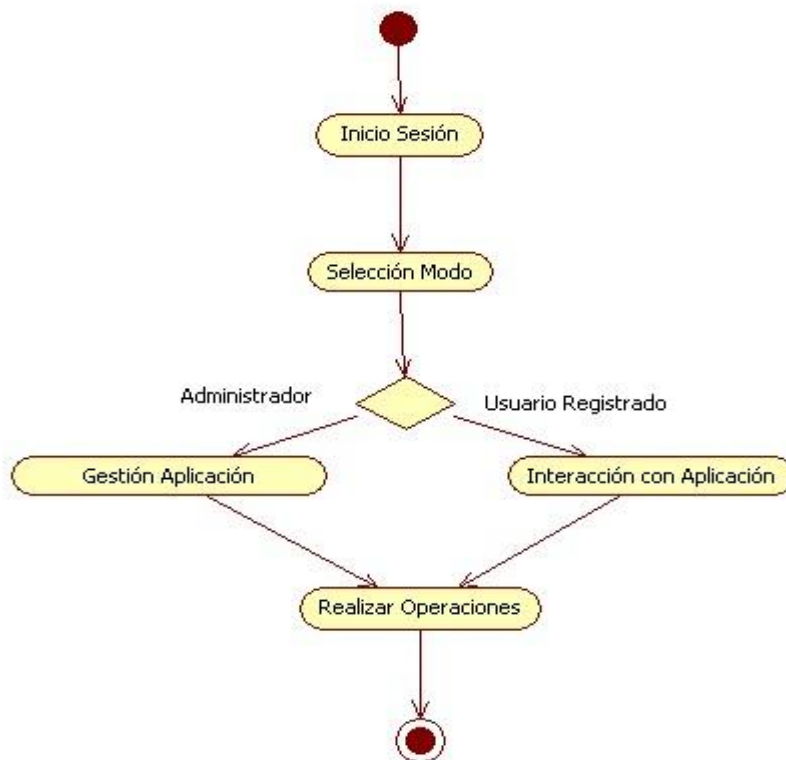 Inicio Sesión
Selección Modo
Administrador
Usuario Registrado
Gestión Aplicación
Interacción con Aplicación
Realizar Operaciones